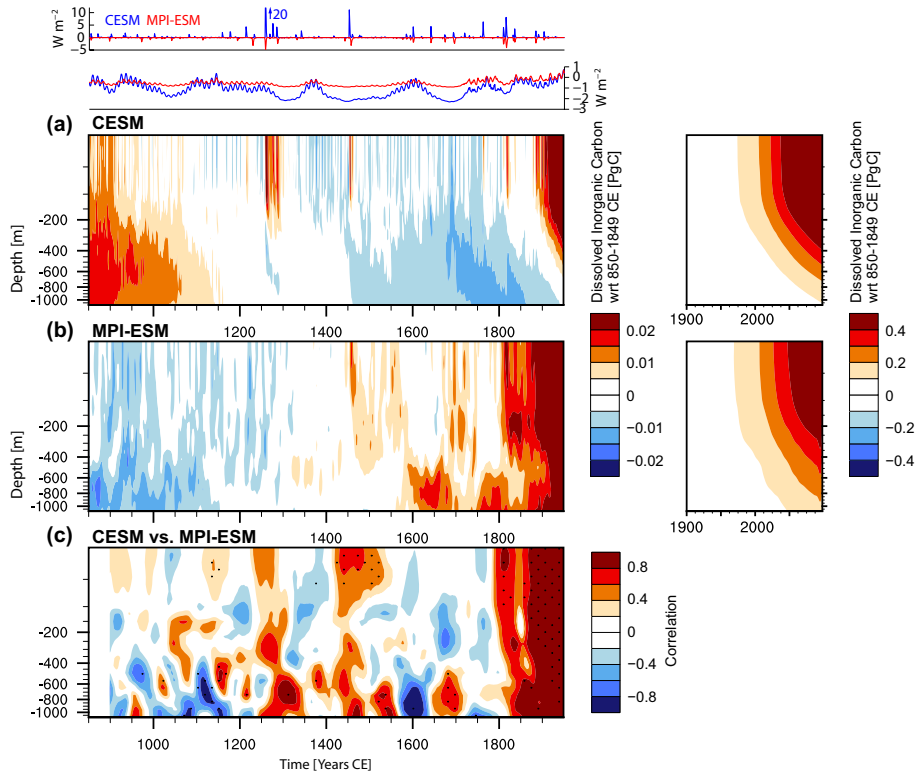 10
5
0
−5
W m⁻²
CESM MPI-ESM
20
1
0
−1
−2
−3
W m⁻²
(a) CESM
Depth [m]
-200
-400
-600
-800
-1000
1200 1400 1600 1800
1900 2000
Dissolved Inorganic Carbon
wrt 850-1849 CE [PgC]
0.02
0.01
0
−0.01
−0.02
Dissolved Inorganic Carbon
wrt 850-1849 CE [PgC]
0.4
0.2
0
−0.2
−0.4
(b) MPI-ESM
Depth [m]
-200
-400
-600
-800
-1000
1400 1600 1800
1900 2000
(c) CESM vs. MPI-ESM
Depth [m]
-200
-400
-600
-800
-1000
1000 1200 1400 1600 1800
Time [Years CE]
0.8
0.4
0
−0.4
−0.8
Correlation